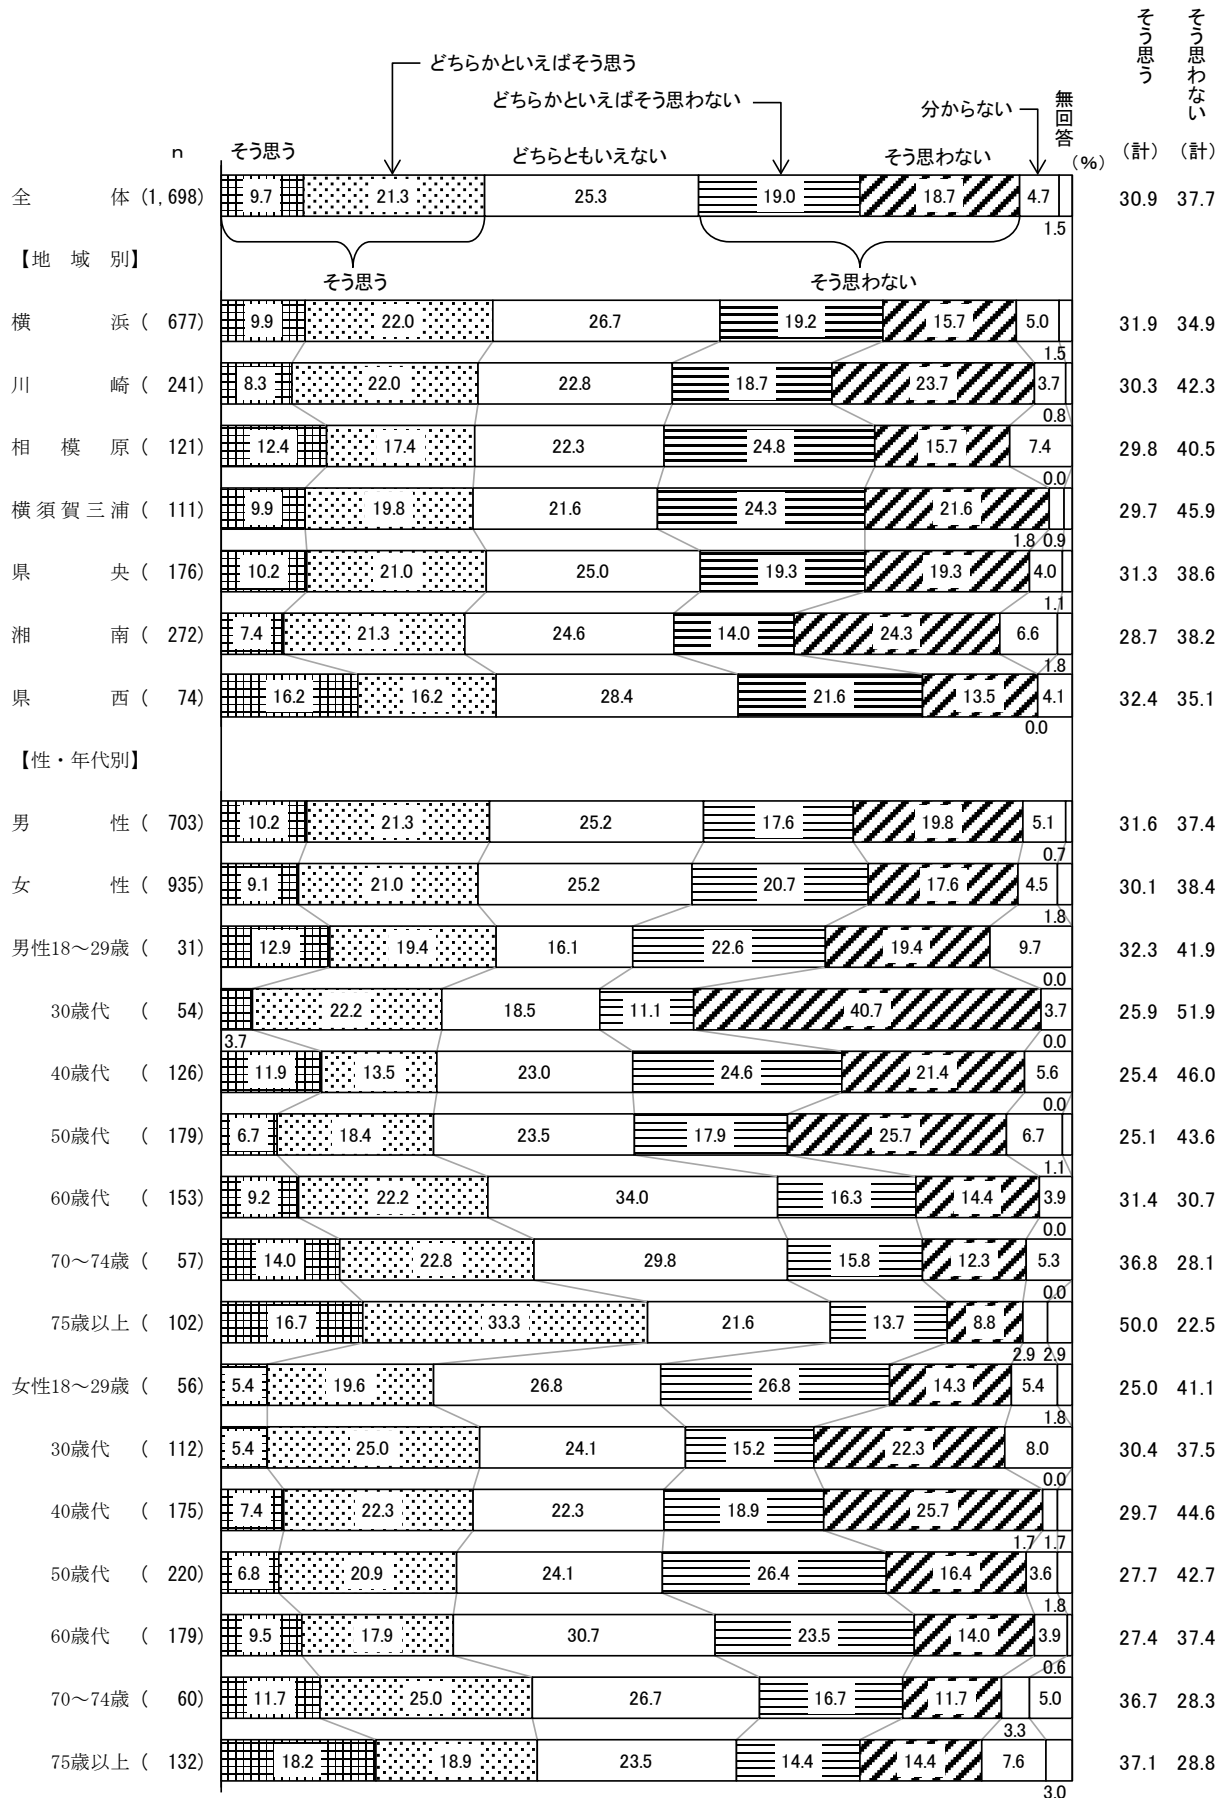 そう思う そう思わない
どちらかといえばそう思う
どちらかといえばそう思わない
分からない 無回答
n そう思う どちらともいえない そう思わない (%) (計) (計)
全体 (1,698) 9.7 21.3 25.3 19.0 18.7 4.7 30.9 37.7
1.5
【地域別】
そう思う そう思わない
横浜 ( 677) 9.9 22.0 26.7 19.2 15.7 5.0 31.9 34.9
1.5
川崎 ( 241) 8.3 22.0 22.8 18.7 23.7 3.7 30.3 42.3
0.8
相模原 ( 121) 12.4 17.4 22.3 24.8 15.7 7.4 29.8 40.5
0.0
横須賀三浦 ( 111) 9.9 19.8 21.6 24.3 21.6 29.7 45.9
1.8 0.9
県央 ( 176) 10.2 21.0 25.0 19.3 19.3 4.0 31.3 38.6
1.1
湘南 ( 272) 7.4 21.3 24.6 14.0 24.3 6.6 28.7 38.2
1.8
県西 ( 74) 16.2 16.2 28.4 21.6 13.5 4.1 32.4 35.1
0.0
【性・年代別】
男性 ( 703) 10.2 21.3 25.2 17.6 19.8 5.1 31.6 37.4
0.7
女性 ( 935) 9.1 21.0 25.2 20.7 17.6 4.5 30.1 38.4
1.8
男性18～29歳 ( 31) 12.9 19.4 16.1 22.6 19.4 9.7 32.3 41.9
0.0
30歳代 ( 54) 22.2 18.5 11.1 40.7 3.7 25.9 51.9
3.7 0.0
40歳代 ( 126) 11.9 13.5 23.0 24.6 21.4 5.6 25.4 46.0
0.0
50歳代 ( 179) 6.7 18.4 23.5 17.9 25.7 6.7 25.1 43.6
1.1
60歳代 ( 153) 9.2 22.2 34.0 16.3 14.4 3.9 31.4 30.7
0.0
70～74歳 ( 57) 14.0 22.8 29.8 15.8 12.3 5.3 36.8 28.1
0.0
75歳以上 ( 102) 16.7 33.3 21.6 13.7 8.8 50.0 22.5
2.9 2.9
女性18～29歳 ( 56) 5.4 19.6 26.8 26.8 14.3 5.4 25.0 41.1
1.8
30歳代 ( 112) 5.4 25.0 24.1 15.2 22.3 8.0 30.4 37.5
0.0
40歳代 ( 175) 7.4 22.3 22.3 18.9 25.7 29.7 44.6
1.7 1.7
50歳代 ( 220) 6.8 20.9 24.1 26.4 16.4 3.6 27.7 42.7
1.8
60歳代 ( 179) 9.5 17.9 30.7 23.5 14.0 3.9 27.4 37.4
0.6
70～74歳 ( 60) 11.7 25.0 26.7 16.7 11.7 5.0 36.7 28.3
3.3
75歳以上 ( 132) 18.2 18.9 23.5 14.4 14.4 7.6 37.1 28.8
3.0